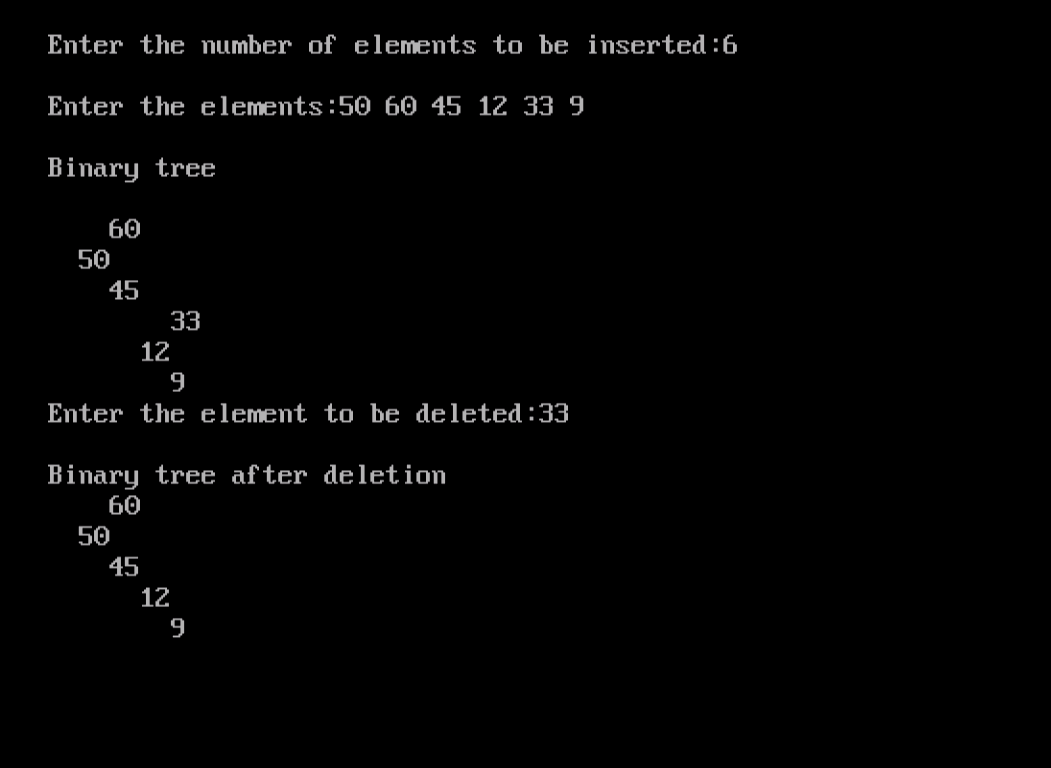 Enter the number of elements to be inserted:6
Enter the elements:50 60 45 12 33 9
Binary tree
60
50
45
33
12
9
Enter the element to be deleted:33
Binary tree after deletion
60
50
45
12
9